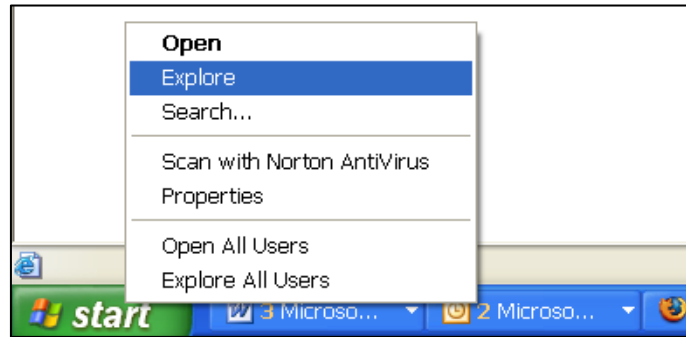 Open
Explore
Search...
Scan with Norton AntiVirus
Properties
Open All Users
Explore All Users
start
3 Microso...
2 Microso...